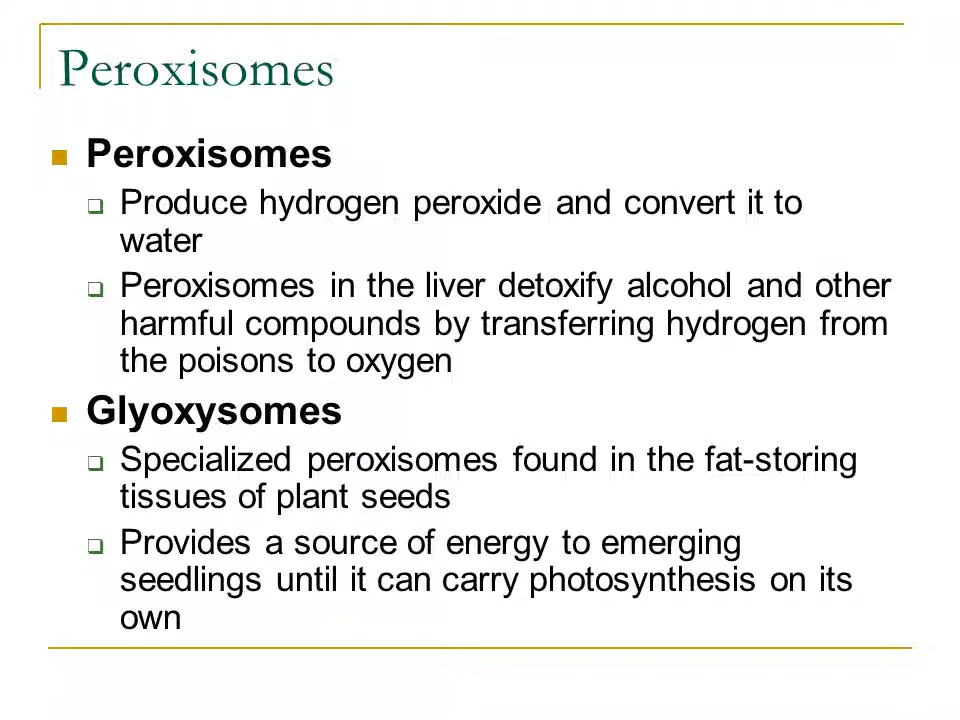 Peroxisomes
Peroxisomes
Produce hydrogen peroxide and convert it to
water
Peroxisomes in the liver detoxify alcohol and other
harmful compounds by transferring hydrogen from
the poisons to oxygen
Glyoxysomes
Specialized peroxisomes found in the fat-storing
tissues of plant seeds
Provides a source of energy to emerging
seedlings until it can carry photosynthesis on its
own